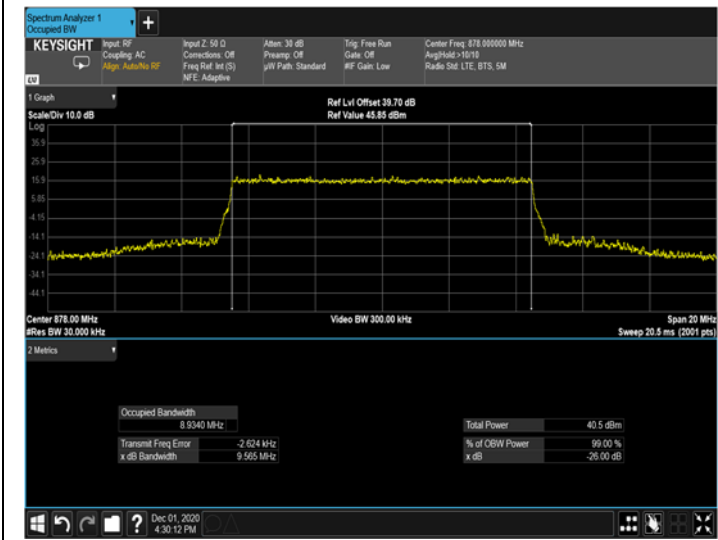 Spectrum Analyzer 1
Occupied BW
KEYSIGHT
Input: RF
Coupling: AC
Align: Auto/No RF
Input Z: 50 Ω
Corrections: Off
Freq Ref: Int (S)
NFE: Adaptive
Atten: 30 dB
Preamp: Off
µW Path: Standard
Trig: Free Run
Gate: Off
#IF Gain: Low
Center Freq: 878.000000 MHz
Avg|Hold:>10/10
Radio Std: LTE, BTS, 5M
1 Graph
Scale/Div 10.0 dB
Ref Lvl Offset 39.70 dB
Ref Value 45.85 dBm
Log
35.9
25.9
15.9
5.85
-4.15
-14.1
-24.1
-34.1
-44.1
Center 878.00 MHz
#Res BW 30.000 kHz
Video BW 300.00 kHz
Span 20 MHz
Sweep 20.5 ms (2001 pts)
2 Metrics
Occupied Bandwidth
8.9340 MHz
Transmit Freq Error -2.624 kHz
x dB Bandwidth 9.565 MHz
Total Power 40.5 dBm
% of OBW Power 99.00 %
x dB -26.00 dB
?
Dec 01, 2020
4:30:12 PM